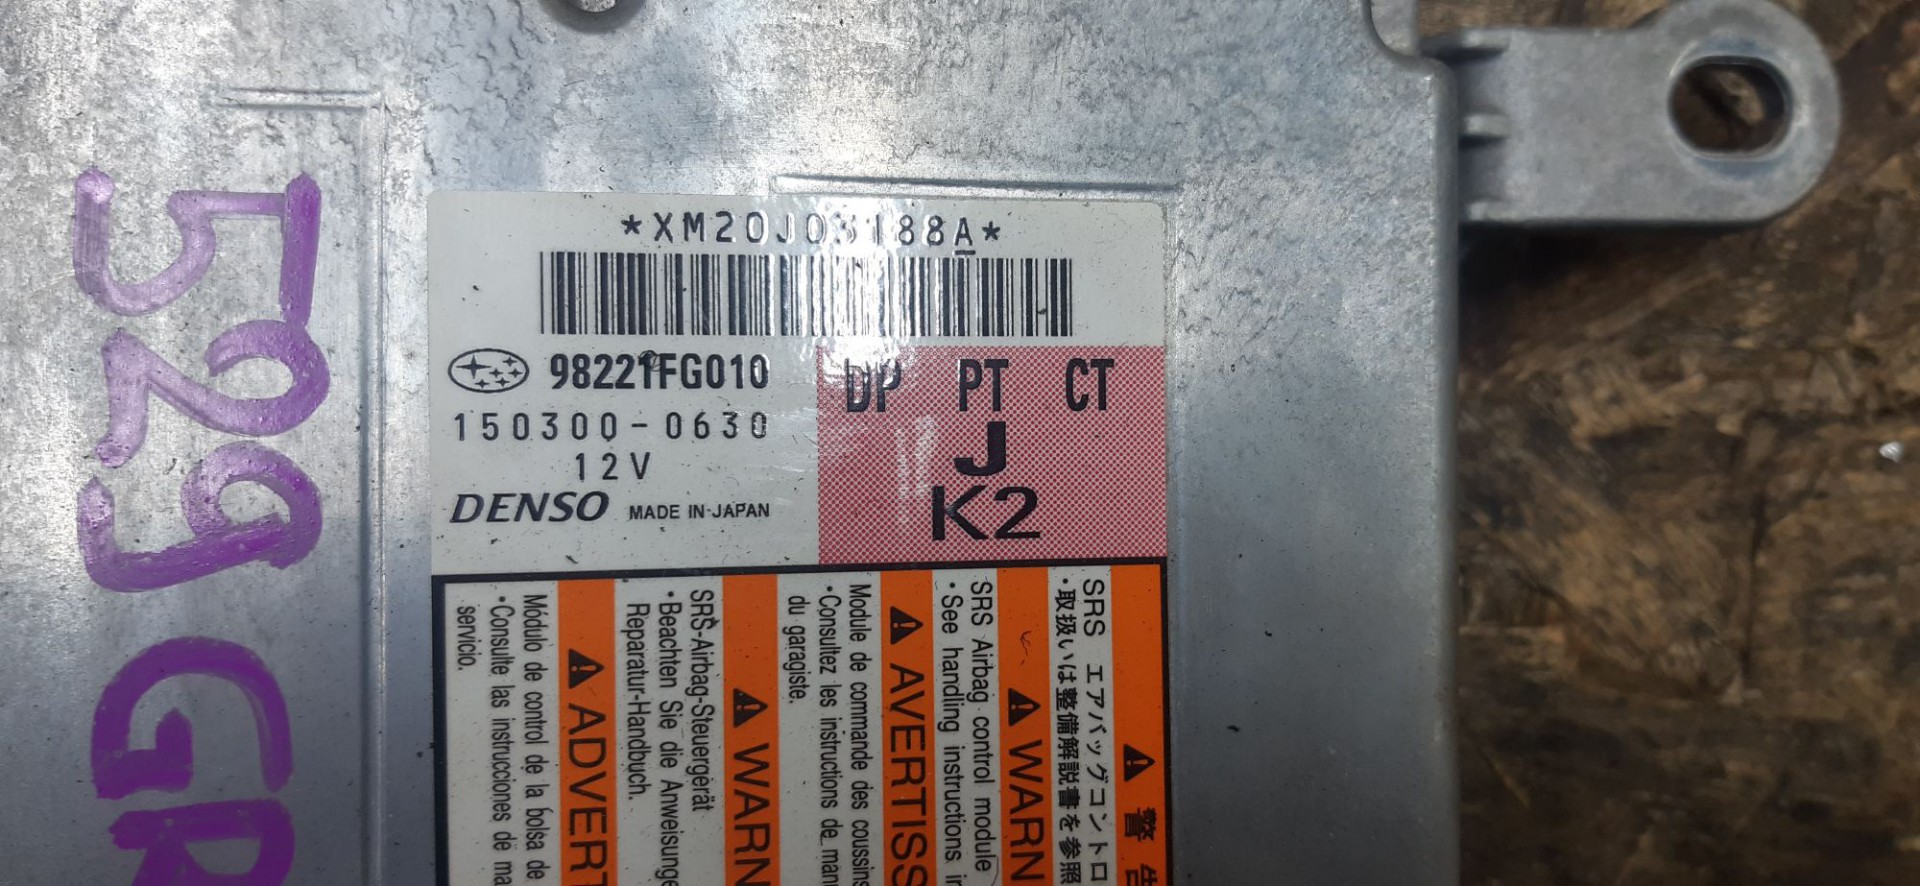 *XM20J03188A*
98221FG010
150300-0630
12V
DENSO MADE IN JAPAN
DP PT CT
J
K2
警告
SRS エアバッグコントロ
・取扱いは整備解説書を参照
WARN
SRS Airbag control module
・See handling instructions in
AVERTISS
Module de commande des coussins
・Consultez les instructions de manu
du garagiste.
WARN
SRS-Airbag-Steuergerät
・Beachten Sie die Anweisunge
Reparatur-Handbuch.
ADVERT
Módulo de control de la bolsa de
・Consulte las instrucciones de ma
servicio.
529 GR